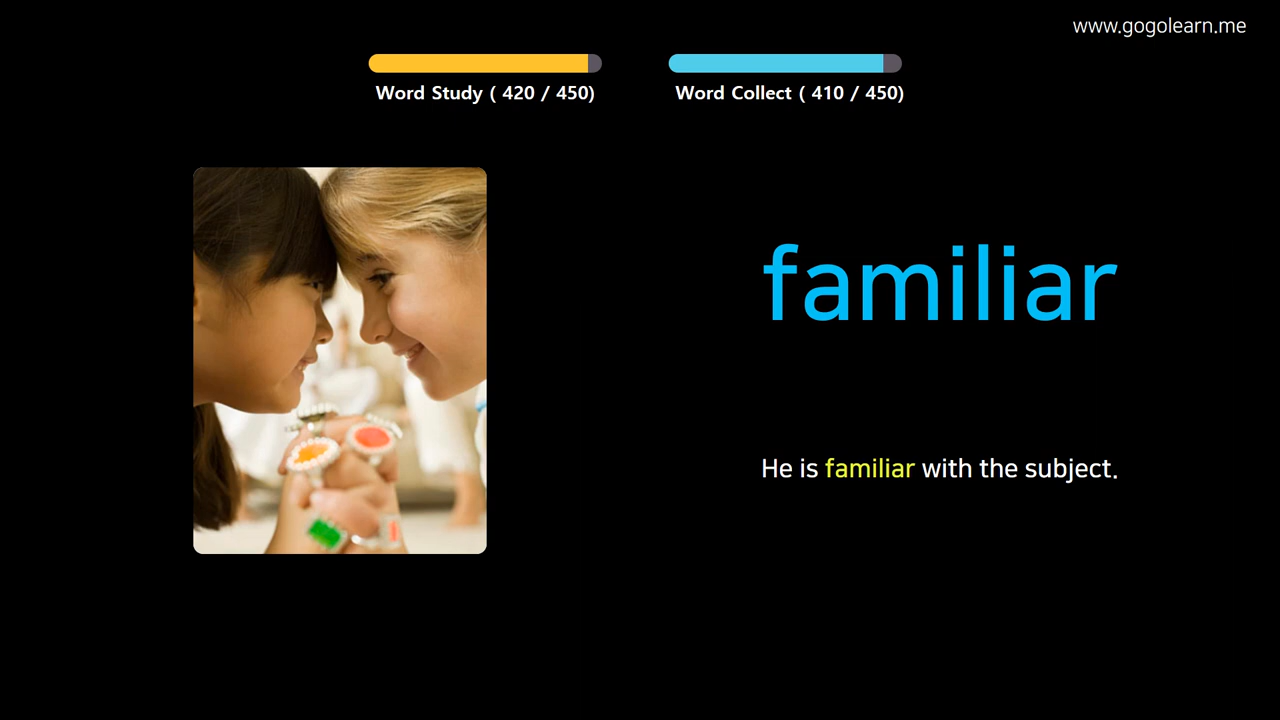 www.gogolearn.me
Word Study ( 420 / 450)
Word Collect ( 410 / 450)
familiar
He is familiar with the subject.